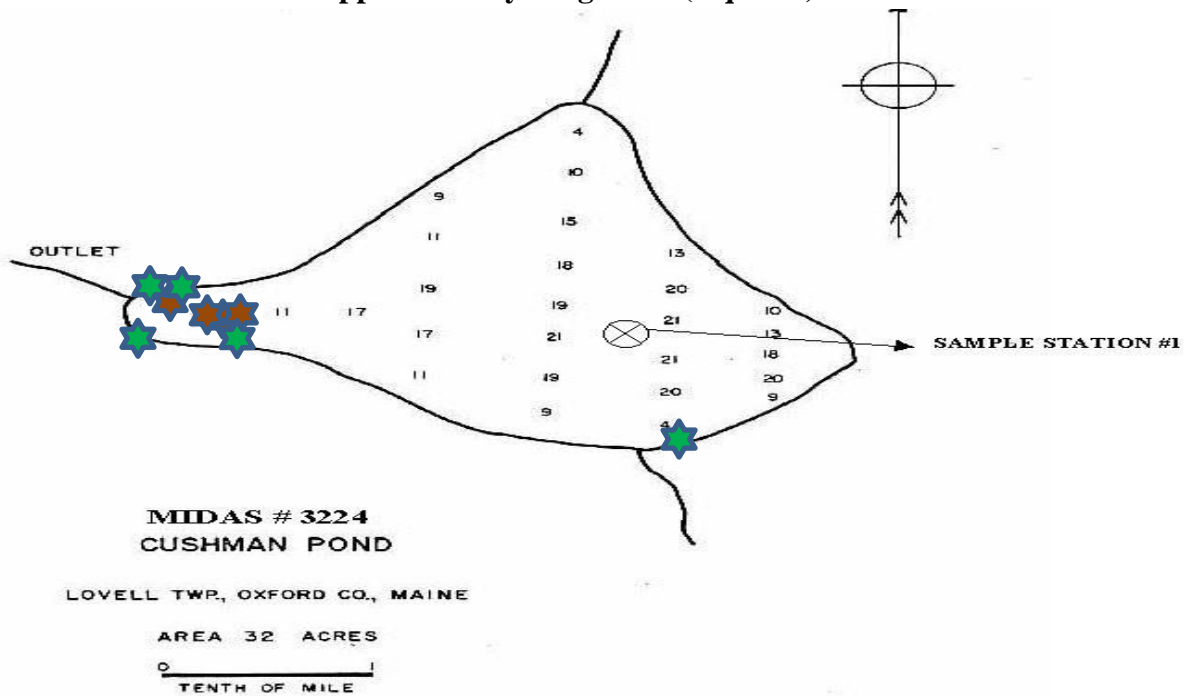 4
10
9
15
11
OUTLET
18
13
19
20
19
10
11 17
21
17 21 13
SAMPLE STATION #1
21 18
11 19 20
20 9
9
4
MIDAS # 3224
CUSHMAN POND
LOVELL TWP., OXFORD CO., MAINE
AREA 32 ACRES
0 1
TENTH OF MILE